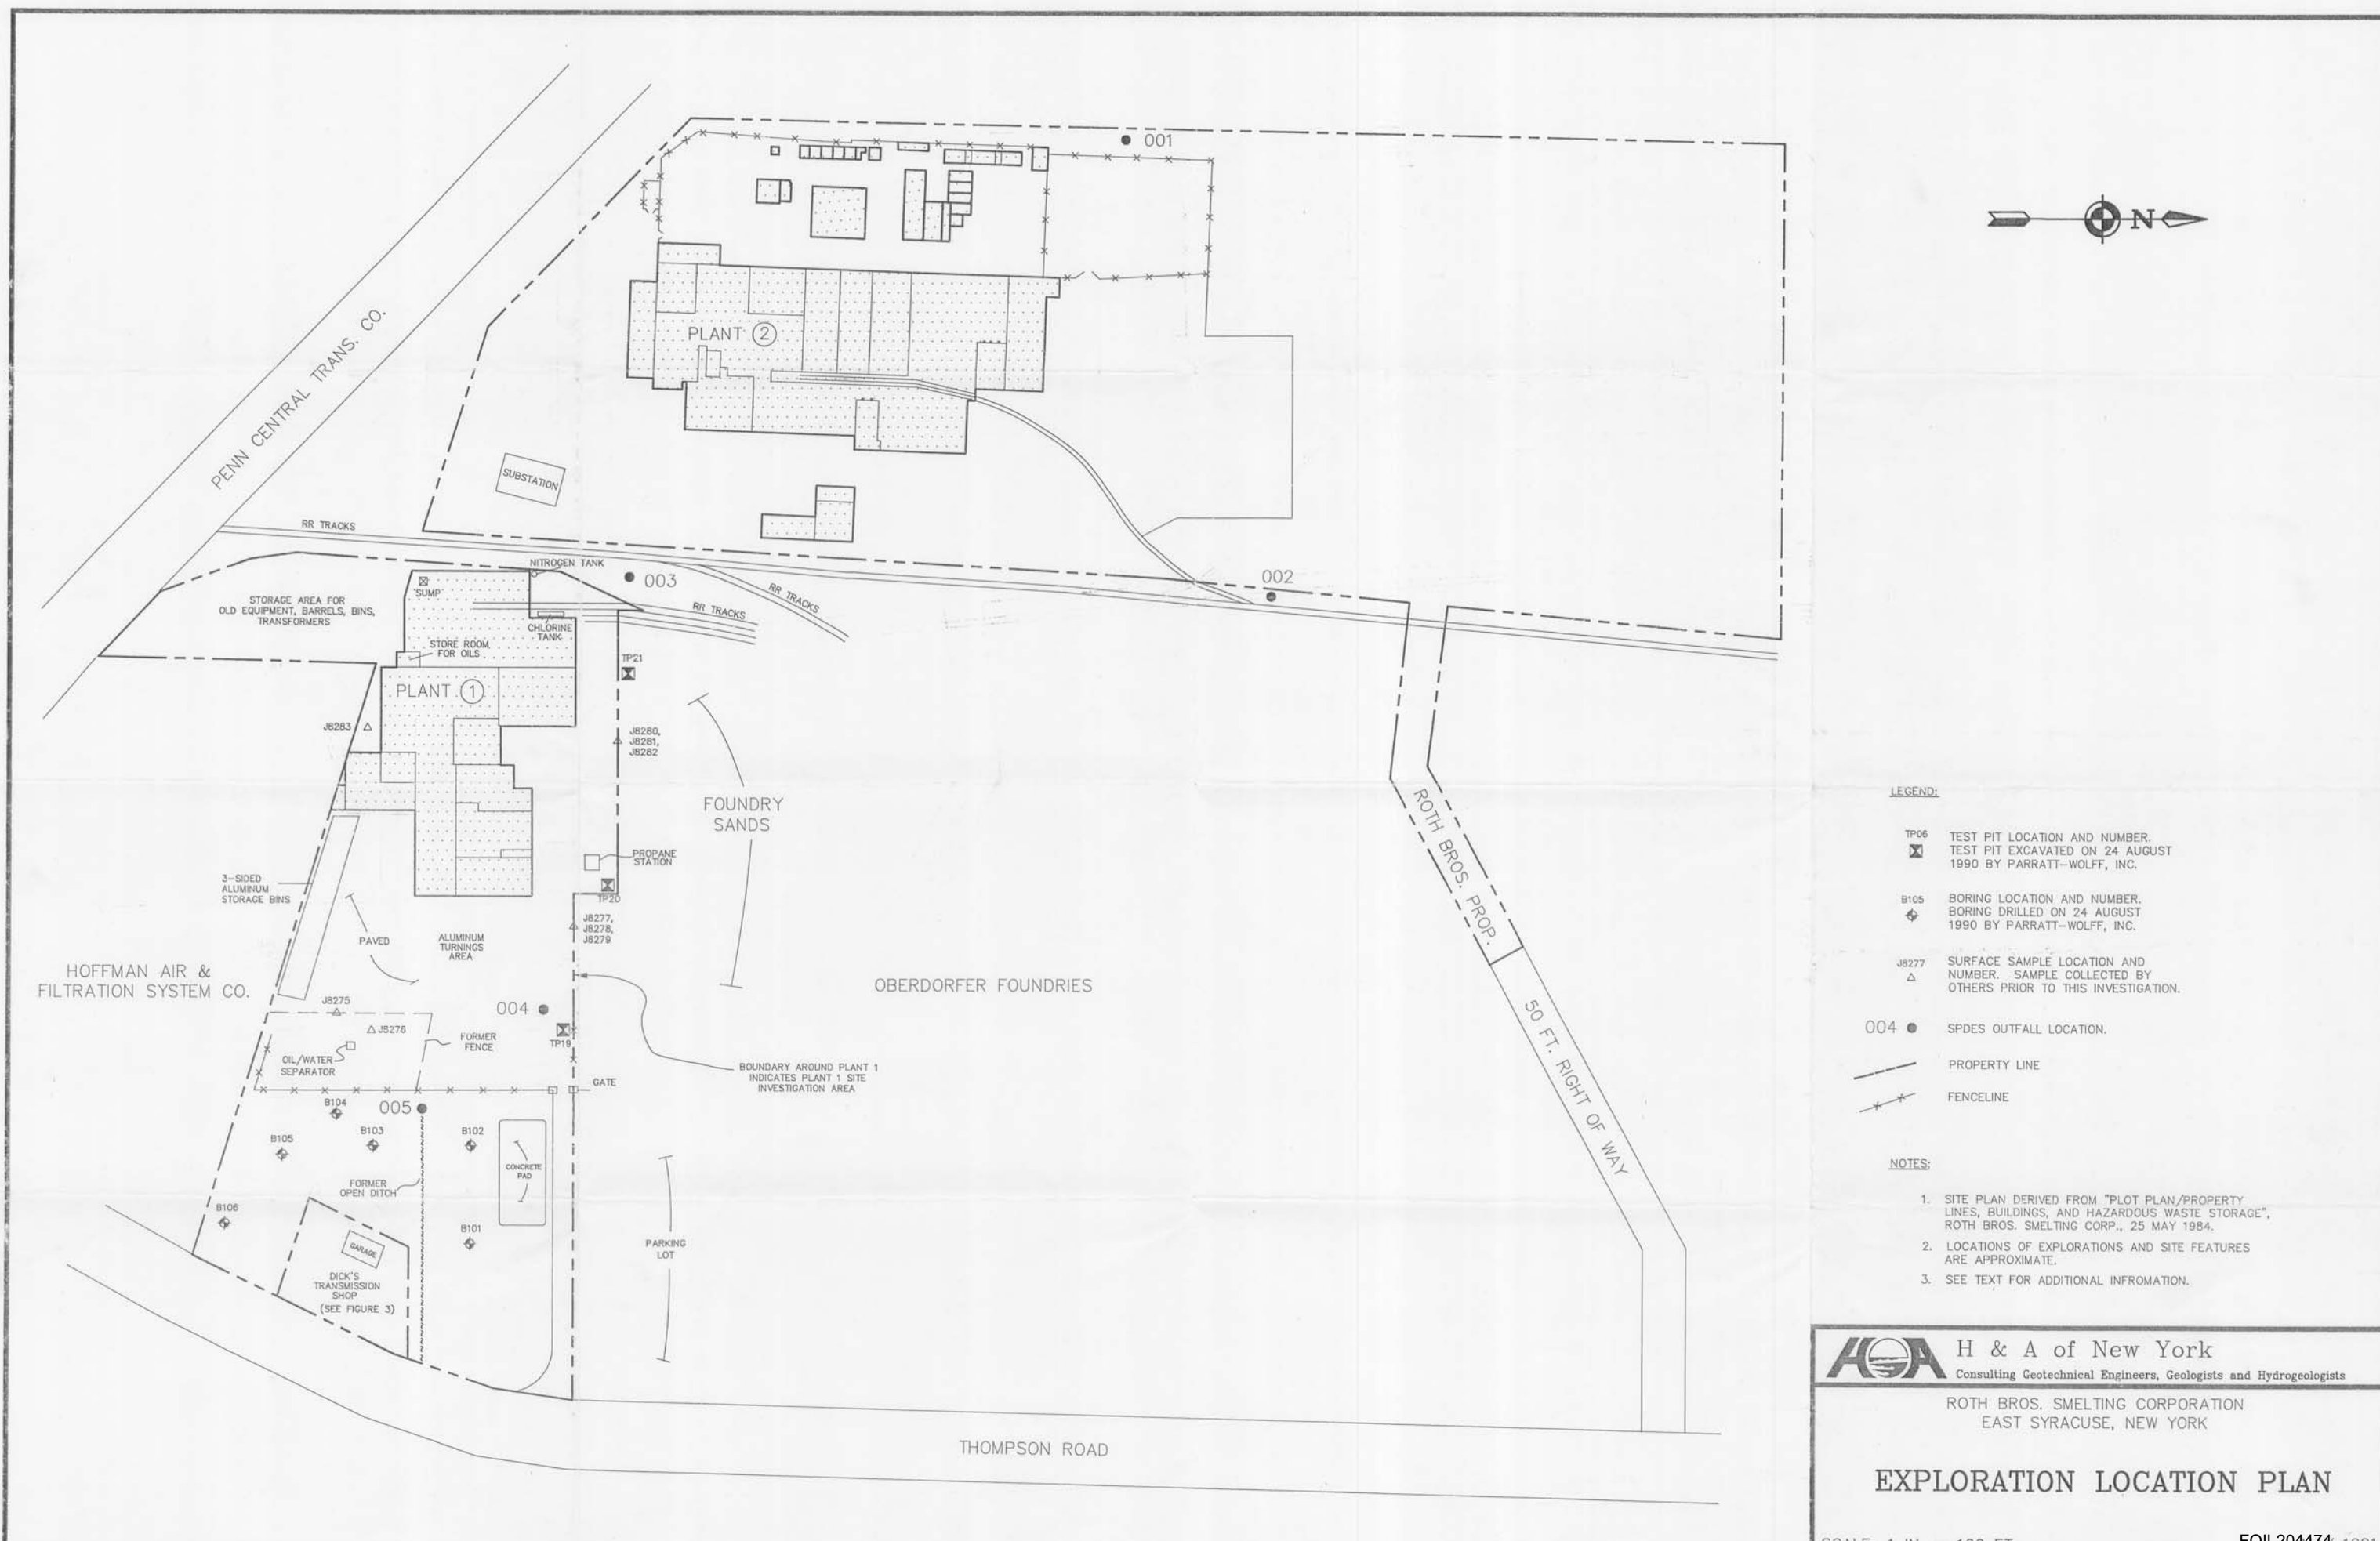 001
N
PENN CENTRAL TRANS. CO.
PLANT 2
SUBSTATION
RR TRACKS
NITROGEN TANK
003
002
SUMP
RR TRACKS
RR TRACKS
STORAGE AREA FOR
OLD EQUIPMENT, BARRELS, BINS,
TRANSFORMERS
CHLORINE
TANK
STORE ROOM
FOR OILS
TP21
PLANT 1
J8283
J8280,
J8281,
J8282
FOUNDRY
SANDS
PROPANE
STATION
3-SIDED
ALUMINUM
STORAGE BINS
TP20
J8277,
J8278,
J8279
PAVED
ALUMINUM
TURNINGS
AREA
HOFFMAN AIR &
FILTRATION SYSTEM CO.
OBERDORFER FOUNDRIES
J8275
J8276
004
TP19
FORMER
FENCE
OIL/WATER
SEPARATOR
GATE
BOUNDARY AROUND PLANT 1
INDICATES PLANT 1 SITE
INVESTIGATION AREA
B104
005
B105
B103
B102
CONCRETE
PAD
FORMER
OPEN DITCH
B106
B101
GARAGE
PARKING
LOT
DICK'S
TRANSMISSION
SHOP
(SEE FIGURE 3)
ROTH BROS. PROP.
50 FT. RIGHT OF WAY
THOMPSON ROAD
LEGEND:
TP06 TEST PIT LOCATION AND NUMBER.
TEST PIT EXCAVATED ON 24 AUGUST
1990 BY PARRATT-WOLFF, INC.
B105 BORING LOCATION AND NUMBER.
BORING DRILLED ON 24 AUGUST
1990 BY PARRATT-WOLFF, INC.
J8277 SURFACE SAMPLE LOCATION AND
NUMBER. SAMPLE COLLECTED BY
OTHERS PRIOR TO THIS INVESTIGATION.
004 SPDES OUTFALL LOCATION.
PROPERTY LINE
FENCELINE
NOTES:
1. SITE PLAN DERIVED FROM "PLOT PLAN/PROPERTY
LINES, BUILDINGS, AND HAZARDOUS WASTE STORAGE",
ROTH BROS. SMELTING CORP., 25 MAY 1984.
2. LOCATIONS OF EXPLORATIONS AND SITE FEATURES
ARE APPROXIMATE.
3. SEE TEXT FOR ADDITIONAL INFROMATION.
H & A of New York
Consulting Geotechnical Engineers, Geologists and Hydrogeologists
ROTH BROS. SMELTING CORPORATION
EAST SYRACUSE, NEW YORK
EXPLORATION LOCATION PLAN
FOIL204474